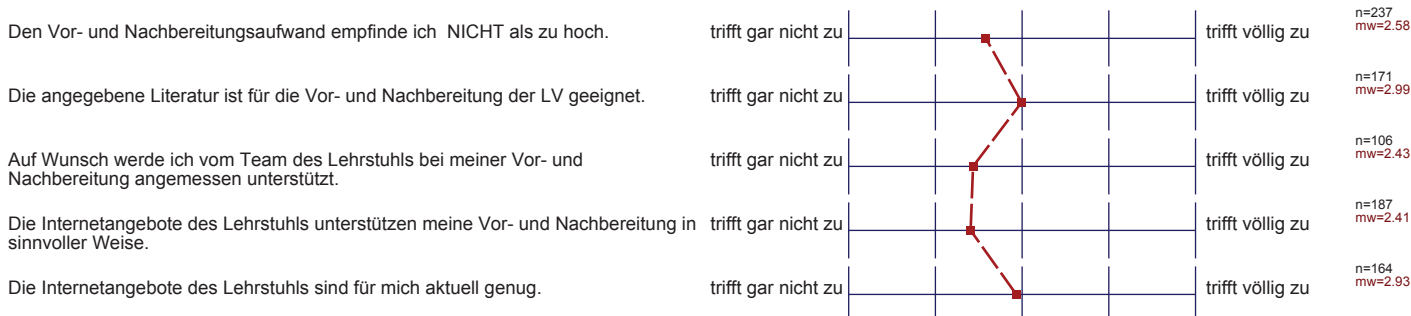 Den Vor- und Nachbereitungsaufwand empfinde ich  NICHT als zu hoch. trifft gar nicht zu trifft völlig zu n=237
mw=2.58
Die angegebene Literatur ist für die Vor- und Nachbereitung der LV geeignet. trifft gar nicht zu trifft völlig zu n=171
mw=2.99
Auf Wunsch werde ich vom Team des Lehrstuhls bei meiner Vor- und trifft gar nicht zu trifft völlig zu n=106
Nachbereitung angemessen unterstützt. mw=2.43
Die Internetangebote des Lehrstuhls unterstützen meine Vor- und Nachbereitung in trifft gar nicht zu trifft völlig zu n=187
sinnvoller Weise. mw=2.41
Die Internetangebote des Lehrstuhls sind für mich aktuell genug. trifft gar nicht zu trifft völlig zu n=164
mw=2.93